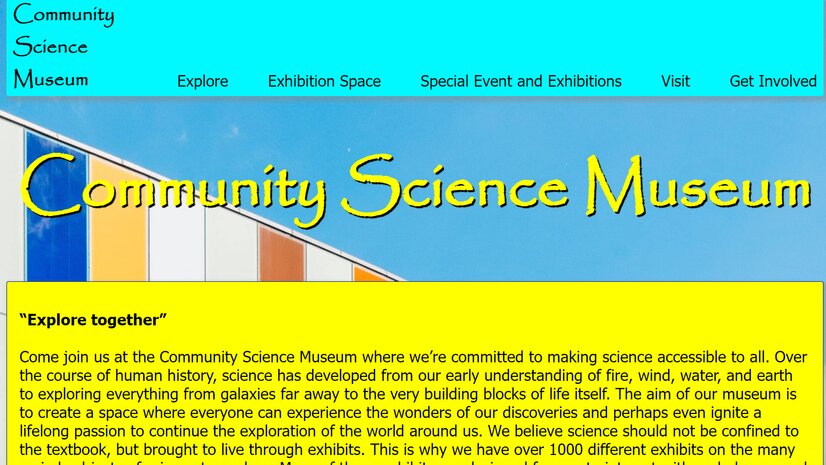 Community
Science
Museum
Explore
Exhibition Space
Special Event and Exhibitions
Visit
Get Involved
Community Science Museum
“Explore together”
Come join us at the Community Science Museum where we’re committed to making science accessible to all. Over
the course of human history, science has developed from our early understanding of fire, wind, water, and earth
to exploring everything from galaxies far away to the very building blocks of life itself. The aim of our museum is
to create a space where everyone can experience the wonders of our discoveries and perhaps even ignite a
lifelong passion to continue the exploration of the world around us. We believe science should not be confined to
the textbook, but brought to live through exhibits. This is why we have over 1000 different exhibits on the many